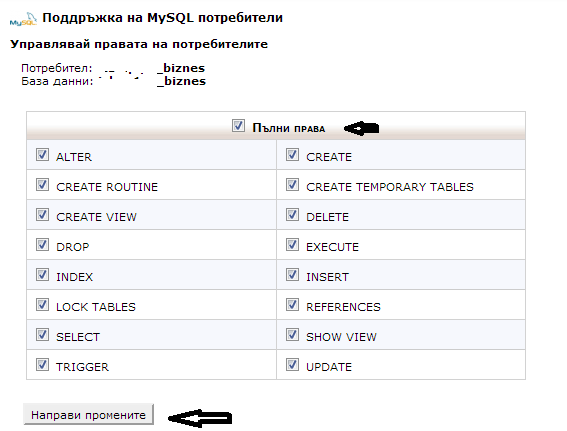 MySQL Поддръжка на MySQL потребители
Управлявай правата на потребителите
Потребител: _biznes
База данни: _biznes
Пълни права
ALTER CREATE
CREATE ROUTINE CREATE TEMPORARY TABLES
CREATE VIEW DELETE
DROP EXECUTE
INDEX INSERT
LOCK TABLES REFERENCES
SELECT SHOW VIEW
TRIGGER UPDATE
Направи промените